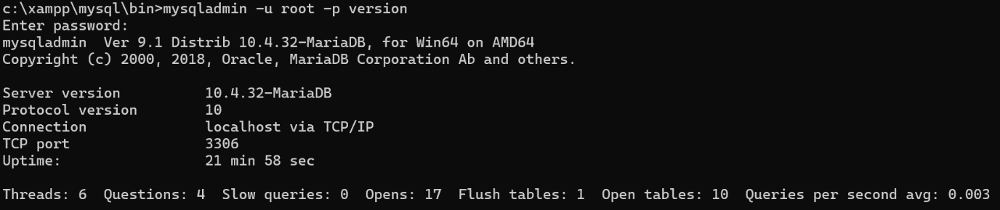 c:\xampp\mysql\bin>mysqladmin -u root -p version
Enter password:
mysqladmin  Ver 9.1 Distrib 10.4.32-MariaDB, for Win64 on AMD64
Copyright (c) 2000, 2018, Oracle, MariaDB Corporation Ab and others.

Server version          10.4.32-MariaDB
Protocol version        10
Connection              localhost via TCP/IP
TCP port                3306
Uptime:                 21 min 58 sec

Threads: 6  Questions: 4  Slow queries: 0  Opens: 17  Flush tables: 1  Open tables: 10  Queries per second avg: 0.003